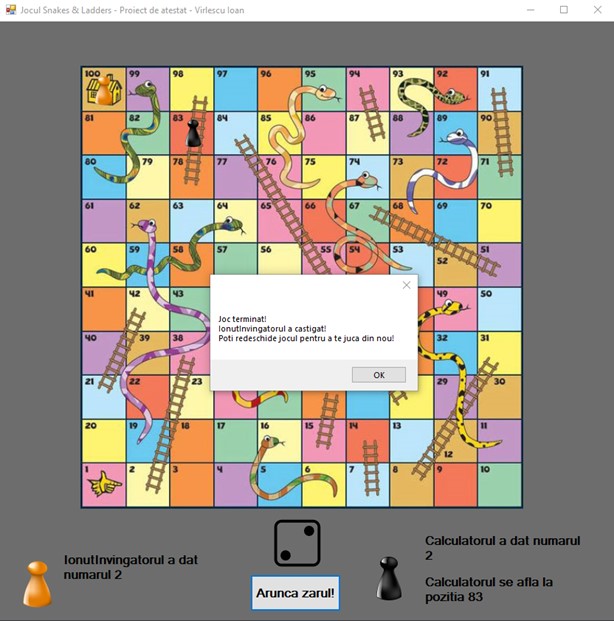 Jocul Snakes & Ladders - Proiect de atestat - Virlescu Ioan
100 99 98 97 96 95 94 93 92 91
81 82 83 84 85 86 87 88 89 90
80 79 78 77 76 75 74 73 72 71
61 62 63 64 65 66 67 68 69 70
60 59 58 57 56 55 54 53 52 51
41 42 43 49 50
40 39 38 32 31
21 22 23 29 30
20 19 18 17 16 15 14 13 12 11
1 2 3 4 5 6 7 8 9 10
Joc terminat!
IonutInvingatorul a castigat!
Poti redeschide jocul pentru a te juca din nou!
OK
IonutInvingatorul a dat
numarul 2
Arunca zarul!
Calculatorul a dat numarul
2
Calculatorul se afla la
pozitia 83